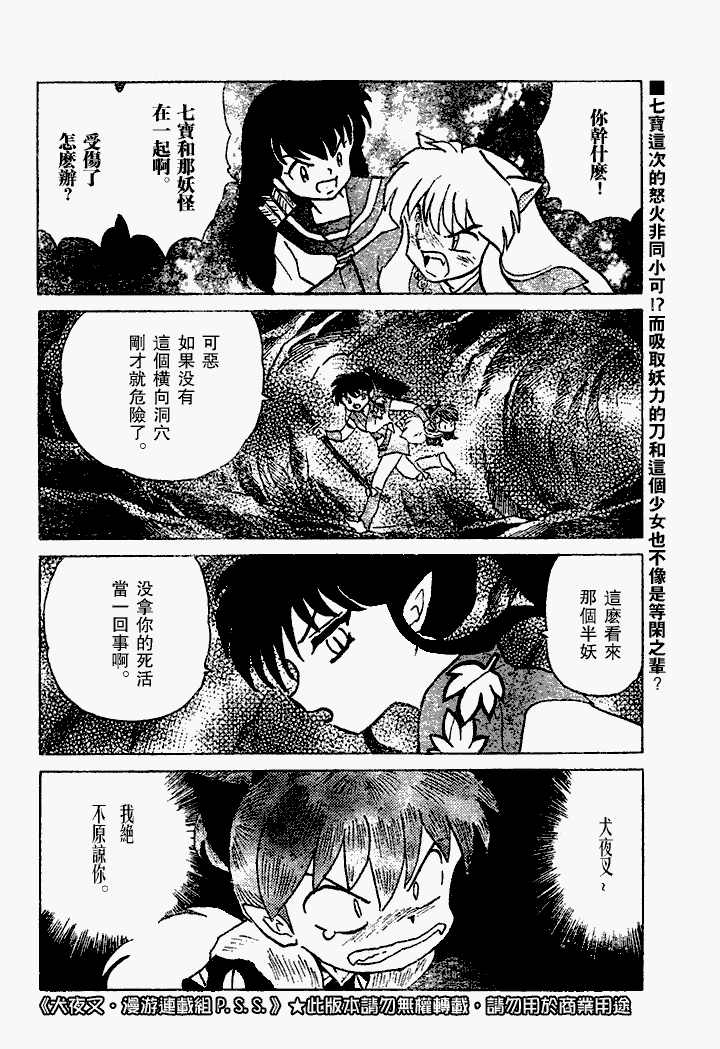 ■七寶這次的怒火非同小可!?而吸取妖力的刀和這個少女也不像是等閑之輩?
你幹什麼!
七寶和那妖怪
在一起啊。
受傷了
怎麼辦?
可惡
如果没有
這個橫向洞穴
剛才就危險了。
這麽看來
那個半妖
没拿你的死活
當一回事啊。
犬夜叉~
我絕
不原諒你。
《犬夜叉·漫游連載組P.S.S.》★此版本請勿無權轉載,請勿用於商業用途